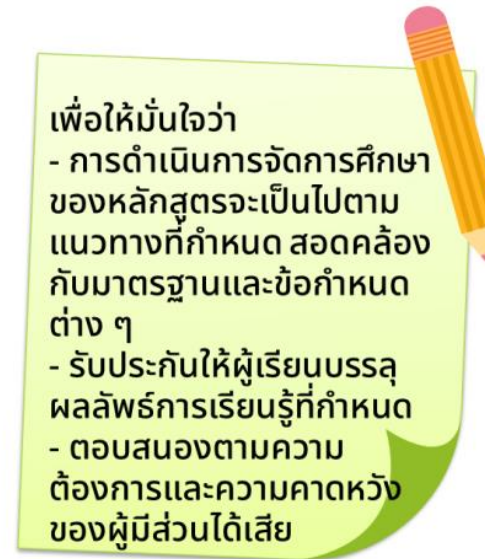 เพื่อให้มั่นใจว่า
- การดำเนินการจัดการศึกษา
ของหลักสูตรจะเป็นไปตาม
แนวทางที่กำหนด สอดคล้อง
กับมาตรฐานและข้อกำหนด
ต่าง ๆ
- รับประกันให้ผู้เรียนบรรลุ
ผลลัพธ์การเรียนรู้ที่กำหนด
- ตอบสนองตามความ
ต้องการและความคาดหวัง
ของผู้มีส่วนได้เสีย